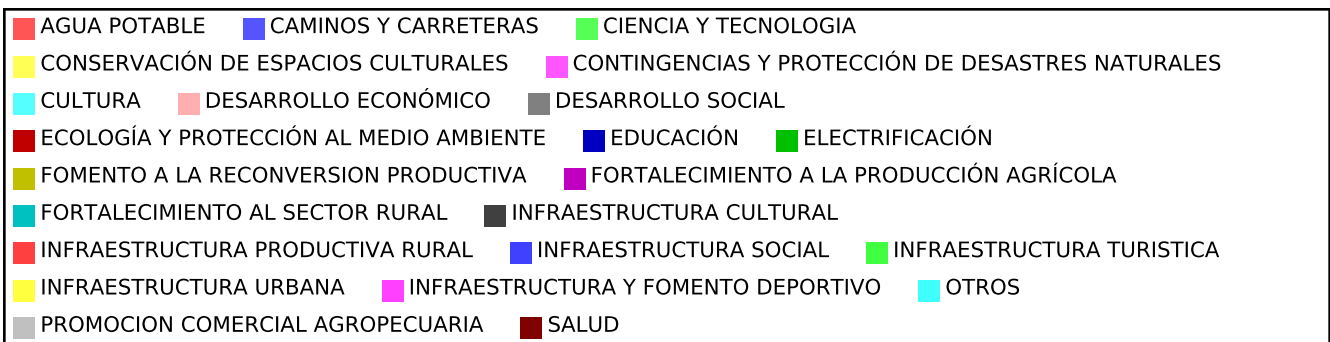 AGUA POTABLE CAMINOS Y CARRETERAS CIENCIA Y TECNOLOGIA
CONSERVACIÓN DE ESPACIOS CULTURALES CONTINGENCIAS Y PROTECCIÓN DE DESASTRES NATURALES
CULTURA DESARROLLO ECONÓMICO DESARROLLO SOCIAL
ECOLOGÍA Y PROTECCIÓN AL MEDIO AMBIENTE EDUCACIÓN ELECTRIFICACIÓN
FOMENTO A LA RECONVERSION PRODUCTIVA FORTALECIMIENTO A LA PRODUCCIÓN AGRÍCOLA
FORTALECIMIENTO AL SECTOR RURAL INFRAESTRUCTURA CULTURAL
INFRAESTRUCTURA PRODUCTIVA RURAL INFRAESTRUCTURA SOCIAL INFRAESTRUCTURA TURISTICA
INFRAESTRUCTURA URBANA INFRAESTRUCTURA Y FOMENTO DEPORTIVO OTROS
PROMOCION COMERCIAL AGROPECUARIA SALUD